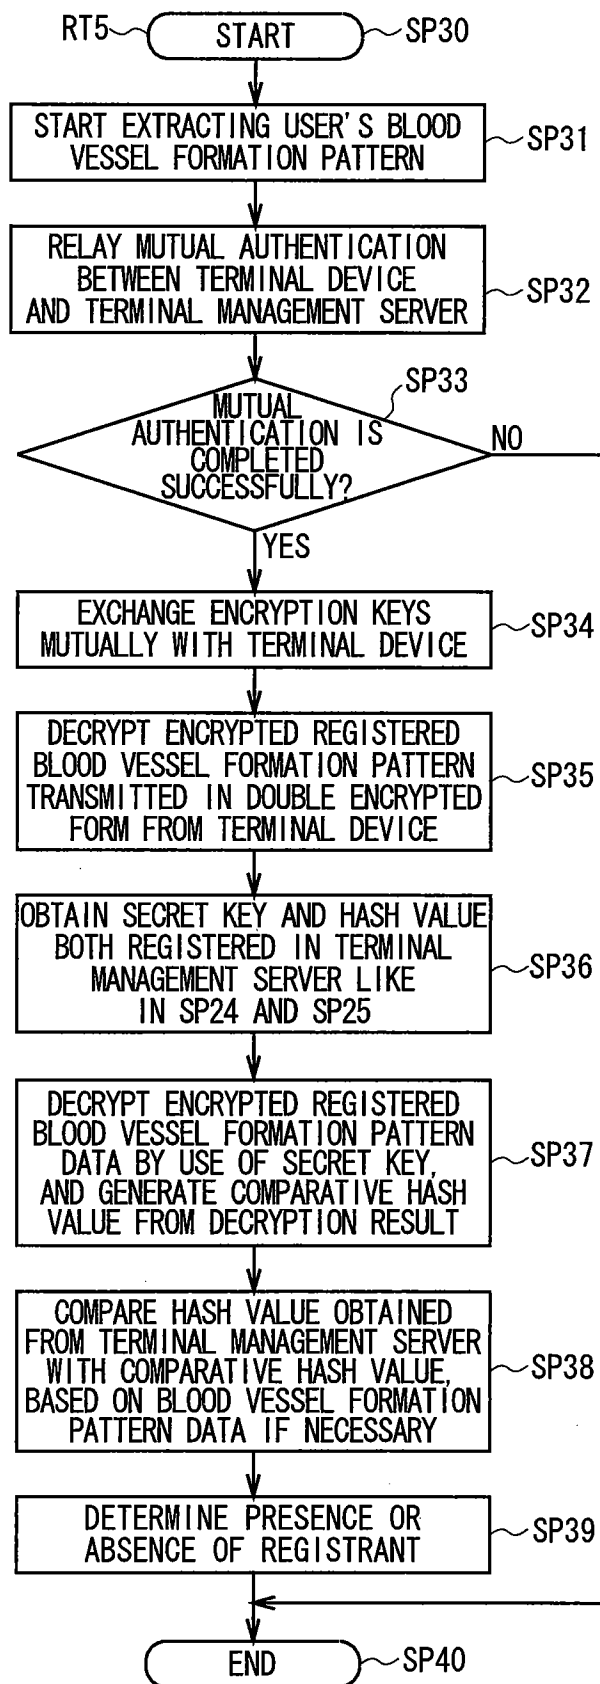 RT5
START
SP30
START EXTRACTING USER'S BLOOD
VESSEL FORMATION PATTERN
SP31
RELAY MUTUAL AUTHENTICATION
BETWEEN TERMINAL DEVICE
AND TERMINAL MANAGEMENT SERVER
SP32
SP33
MUTUAL
AUTHENTICATION IS
COMPLETED
SUCCESSFULLY?
NO
YES
EXCHANGE ENCRYPTION KEYS
MUTUALLY WITH TERMINAL DEVICE
SP34
DECRYPT ENCRYPTED REGISTERED
BLOOD VESSEL FORMATION PATTERN
TRANSMITTED IN DOUBLE ENCRYPTED
FORM FROM TERMINAL DEVICE
SP35
OBTAIN SECRET KEY AND HASH VALUE
BOTH REGISTERED IN TERMINAL
MANAGEMENT SERVER LIKE
IN SP24 AND SP25
SP36
DECRYPT ENCRYPTED REGISTERED
BLOOD VESSEL FORMATION PATTERN
DATA BY USE OF SECRET KEY,
AND GENERATE COMPARATIVE HASH
VALUE FROM DECRYPTION RESULT
SP37
COMPARE HASH VALUE OBTAINED
FROM TERMINAL MANAGEMENT SERVER
WITH COMPARATIVE HASH VALUE,
BASED ON BLOOD VESSEL FORMATION
PATTERN DATA IF NECESSARY
SP38
DETERMINE PRESENCE OR
ABSENCE OF REGISTRANT
SP39
END
SP40